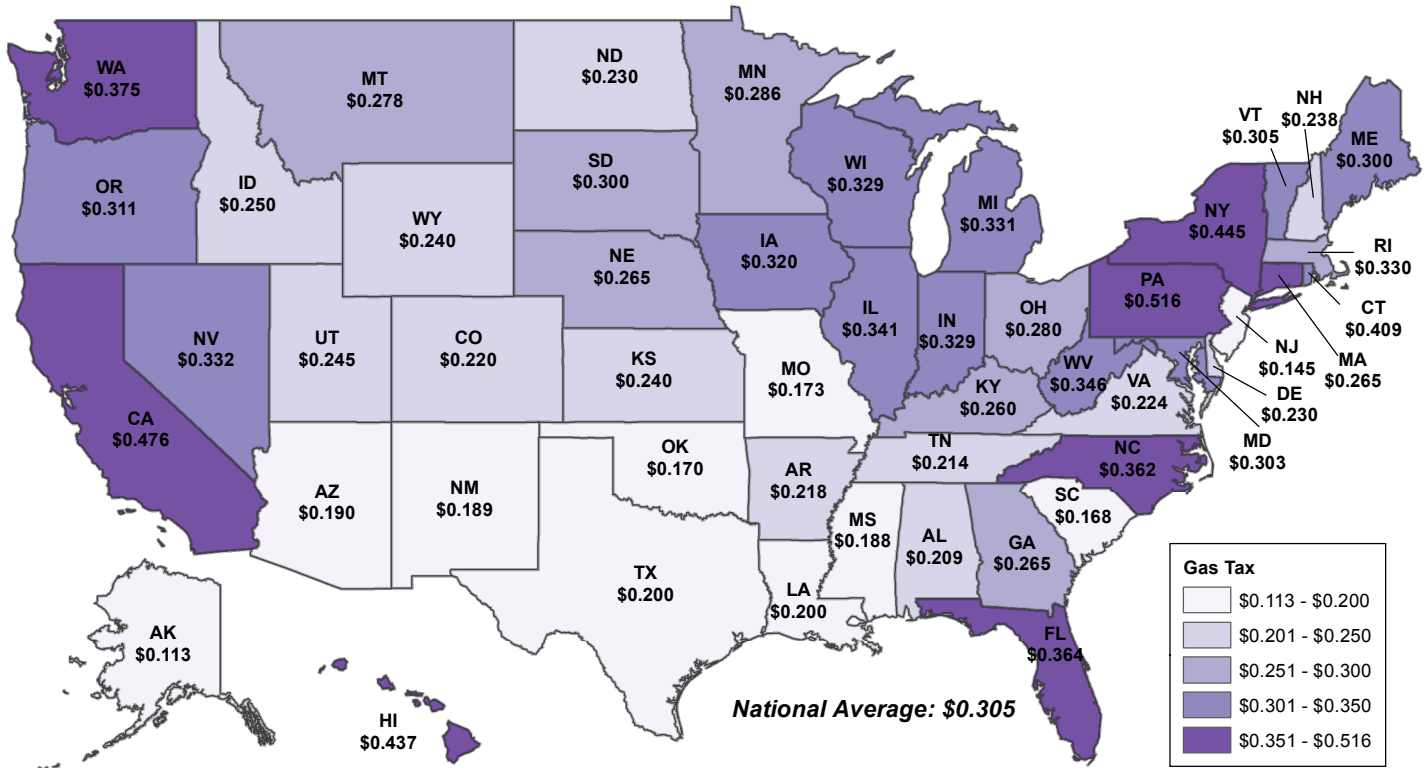 WA
$0.375
MT
$0.278
ND
$0.230
MN
$0.286
VT
$0.305
NH
$0.238
ME
$0.300
OR
$0.311
ID
$0.250
SD
$0.300
WI
$0.329
MI
$0.331
NY
$0.445
RI
$0.330
WY
$0.240
IA
$0.320
NE
$0.265
PA
$0.516
CT
$0.409
NV
$0.332
UT
$0.245
CO
$0.220
KS
$0.240
MO
$0.173
IL
$0.341
IN
$0.329
OH
$0.280
WV
$0.346
VA
$0.224
NJ
$0.145
MA
$0.265
DE
$0.230
MD
$0.303
KY
$0.260
CA
$0.476
AZ
$0.190
NM
$0.189
OK
$0.170
AR
$0.218
TN
$0.214
NC
$0.362
SC
$0.168
MS
$0.188
AL
$0.209
GA
$0.265
TX
$0.200
LA
$0.200
FL
$0.364
AK
$0.113
HI
$0.437
National Average: $0.305
Gas Tax
$0.113 - $0.200
$0.201 - $0.250
$0.251 - $0.300
$0.301 - $0.350
$0.351 - $0.516